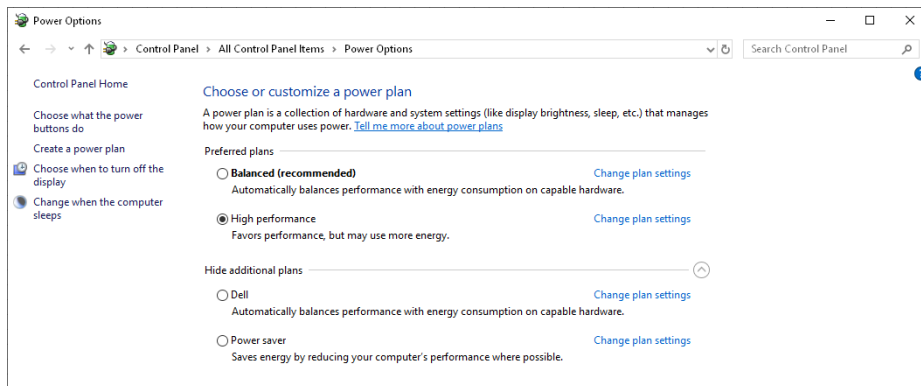 Power Options
Control Panel > All Control Panel Items > Power Options
Search Control Panel
Control Panel Home
Choose what the power
buttons do
Create a power plan
Choose when to turn off the
display
Change when the computer
sleeps
Choose or customize a power plan
A power plan is a collection of hardware and system settings (like display brightness, sleep, etc.) that manages
how your computer uses power. Tell me more about power plans
Preferred plans
Balanced (recommended) Change plan settings
Automatically balances performance with energy consumption on capable hardware.
High performance Change plan settings
Favors performance, but may use more energy.
Hide additional plans
Dell Change plan settings
Automatically balances performance with energy consumption on capable hardware.
Power saver Change plan settings
Saves energy by reducing your computer's performance where possible.